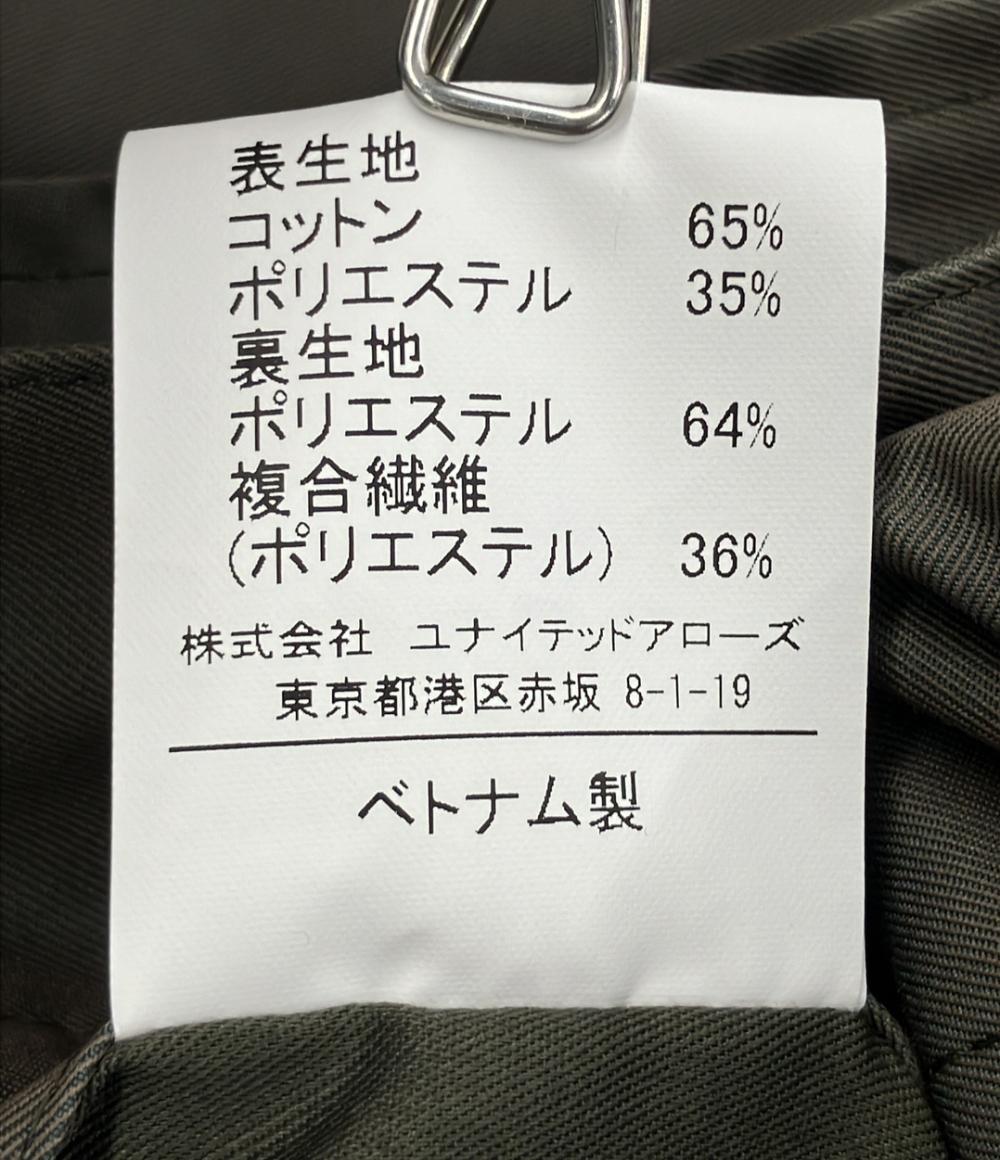 表生地
コットン 65%
ポリエステル 35%
裏生地
ポリエステル 64%
複合繊維
(ポリエステル) 36%
株式会社 ユナイテッドアローズ
東京都港区赤坂 8-1-19
ベトナム製